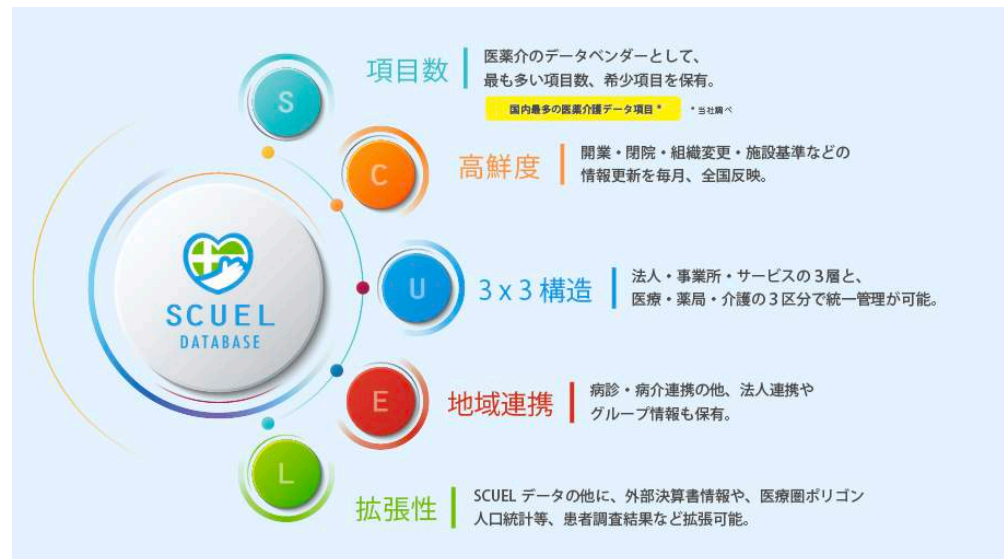 S
項目数
医薬介のデータベンダーとして、
最も多い項目数、希少項目を保有。
国内最多の医薬介護データ項目 *
* 当社調べ
C
高鮮度
開業・閉院・組織変更・施設基準などの
情報更新を毎月、全国反映。
SCUEL
DATABASE
U
3 x 3 構造
法人・事業所・サービスの3層と、
医療・薬局・介護の3区分で統一管理が可能。
E
地域連携
病診・病介連携の他、法人連携や
グループ情報も保有。
L
拡張性
SCUEL データの他に、外部決算書情報や、医療圏ポリゴン
人口統計等、患者調査結果など拡張可能。